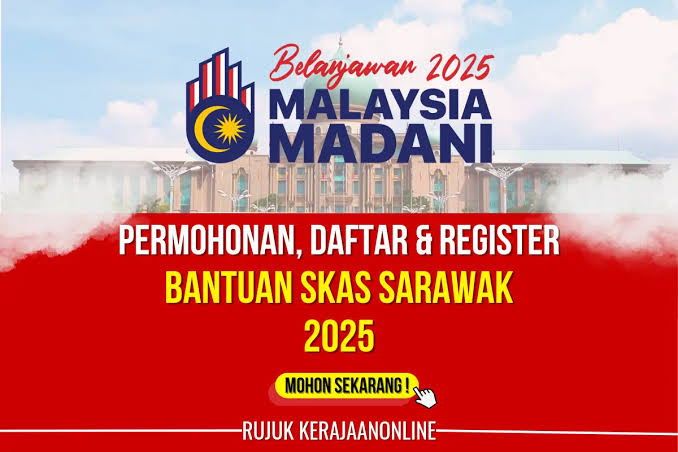 Belanjawan 2025
MALAYSIA
MADANI
PERMOHONAN, DAFTAR & REGISTER
BANTUAN SKAS SARAWAK
2025
MOHON SEKARANG !
RUJUK KERAJAANONLINE